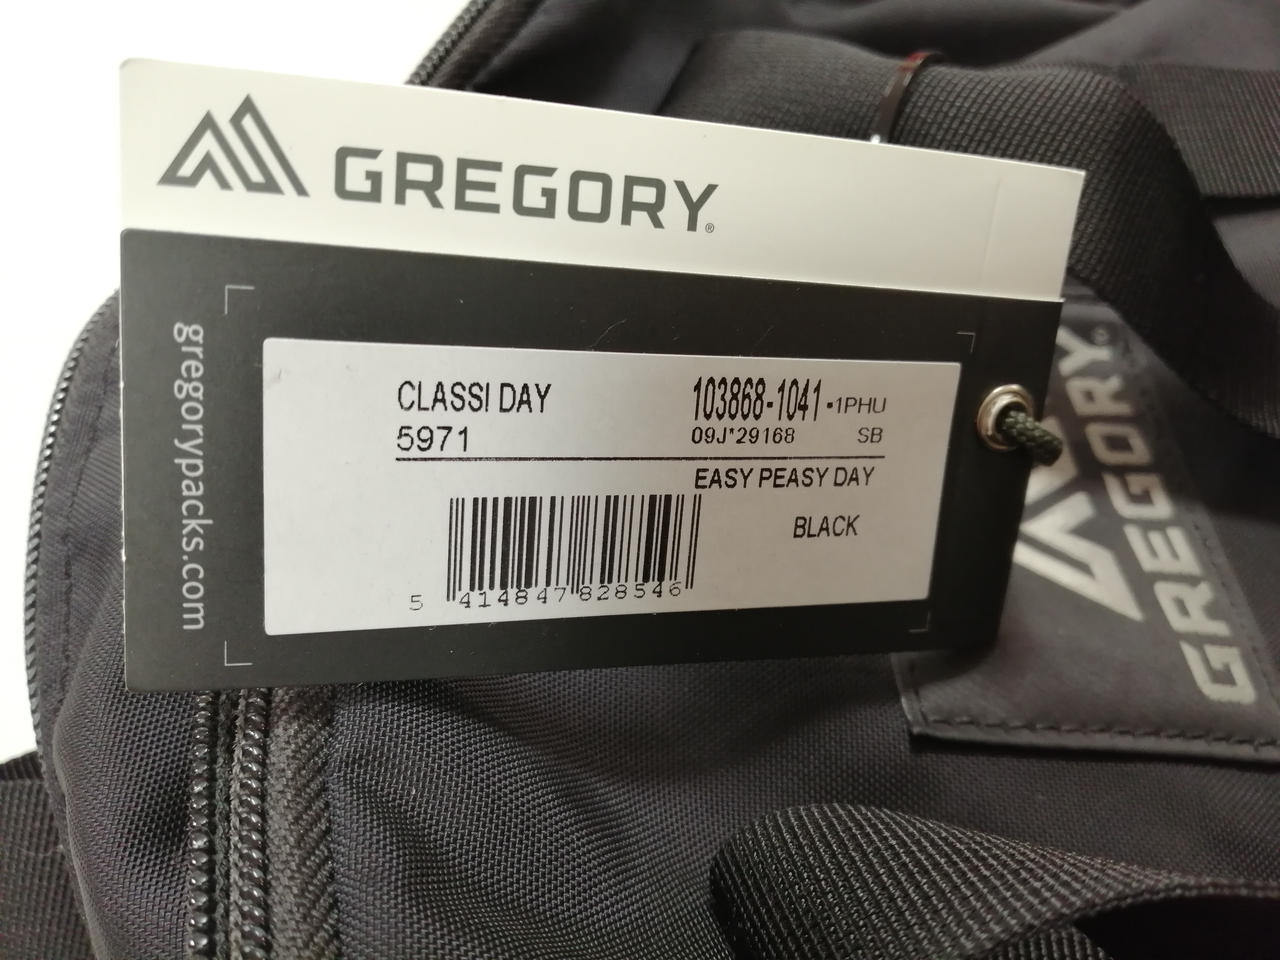 GREGORY®
gregorypacks.com
CLASSI DAY
5971
103868-1041-1PHU
09J*29168 SB
EASY PEASY DAY
BLACK
5 414847 828546
GREGORY®